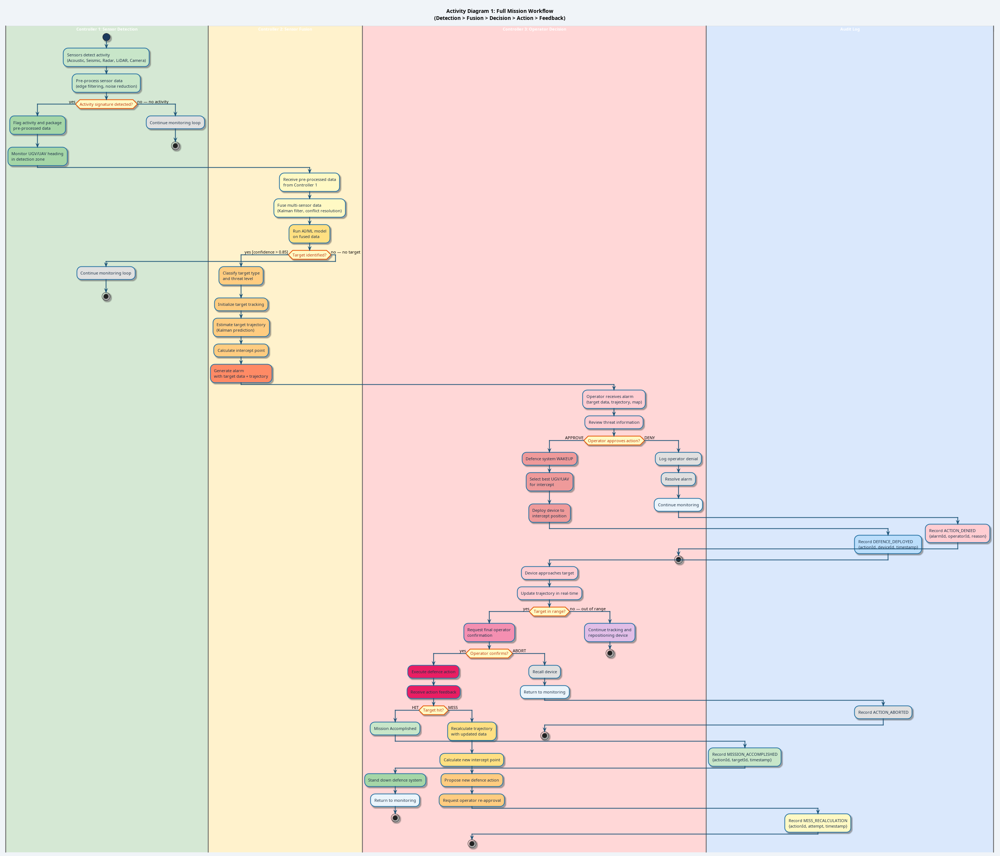 Activity Diagram 1: Full Mission Workflow
(Detection > Fusion > Decision > Action > Feedback)
Controller 1: Sensor Detection
Controller 2: Sensor Fusion
Controller 3: Operator Decision
Audit Log
Sensors detect activity
(Acoustic, Seismic, Radar, LiDAR, Camera)
Pre-process sensor data
(edge filtering, noise reduction)
yes
Activity signature detected?
no — no activity
Flag activity and package
pre-processed data
Continue monitoring loop
Monitor UGV/UAV heading
in detection zone
Receive pre-processed data
from Controller 1
Fuse multi-sensor data
(Kalman filter, conflict resolution)
Run AI/ML model
on fused data
yes [confidence > 0.85]
Target identified?
no — no target
Continue monitoring loop
Classify target type
and threat level
Initialize target tracking
Estimate target trajectory
(Kalman prediction)
Calculate intercept point
Generate alarm
with target data + trajectory
Operator receives alarm
(target data, trajectory, map)
Review threat information
APPROVE
Operator approves action?
DENY
Defence system WAKEUP
Log operator denial
Select best UGV/UAV
for intercept
Resolve alarm
Continue monitoring
Deploy device to
intercept position
Record ACTION_DENIED
{alarmId, operatorId, reason}
Record DEFENCE_DEPLOYED
{actionId, deviceId, timestamp}
Device approaches target
Update trajectory in real-time
yes
Target in range?
no — out of range
Request final operator
confirmation
Continue tracking and
repositioning device
yes
Operator confirms?
ABORT
Execute defence action
Recall device
Receive action feedback
Return to monitoring
HIT
Target hit?
MISS
Record ACTION_ABORTED
Mission Accomplished
Recalculate trajectory
with updated data
Record MISSION_ACCOMPLISHED
{actionId, targetId, timestamp}
Calculate new intercept point
Stand down defence system
Propose new defence action
Return to monitoring
Request operator re-approval
Record MISS_RECALCULATION
{actionId, attempt, timestamp}